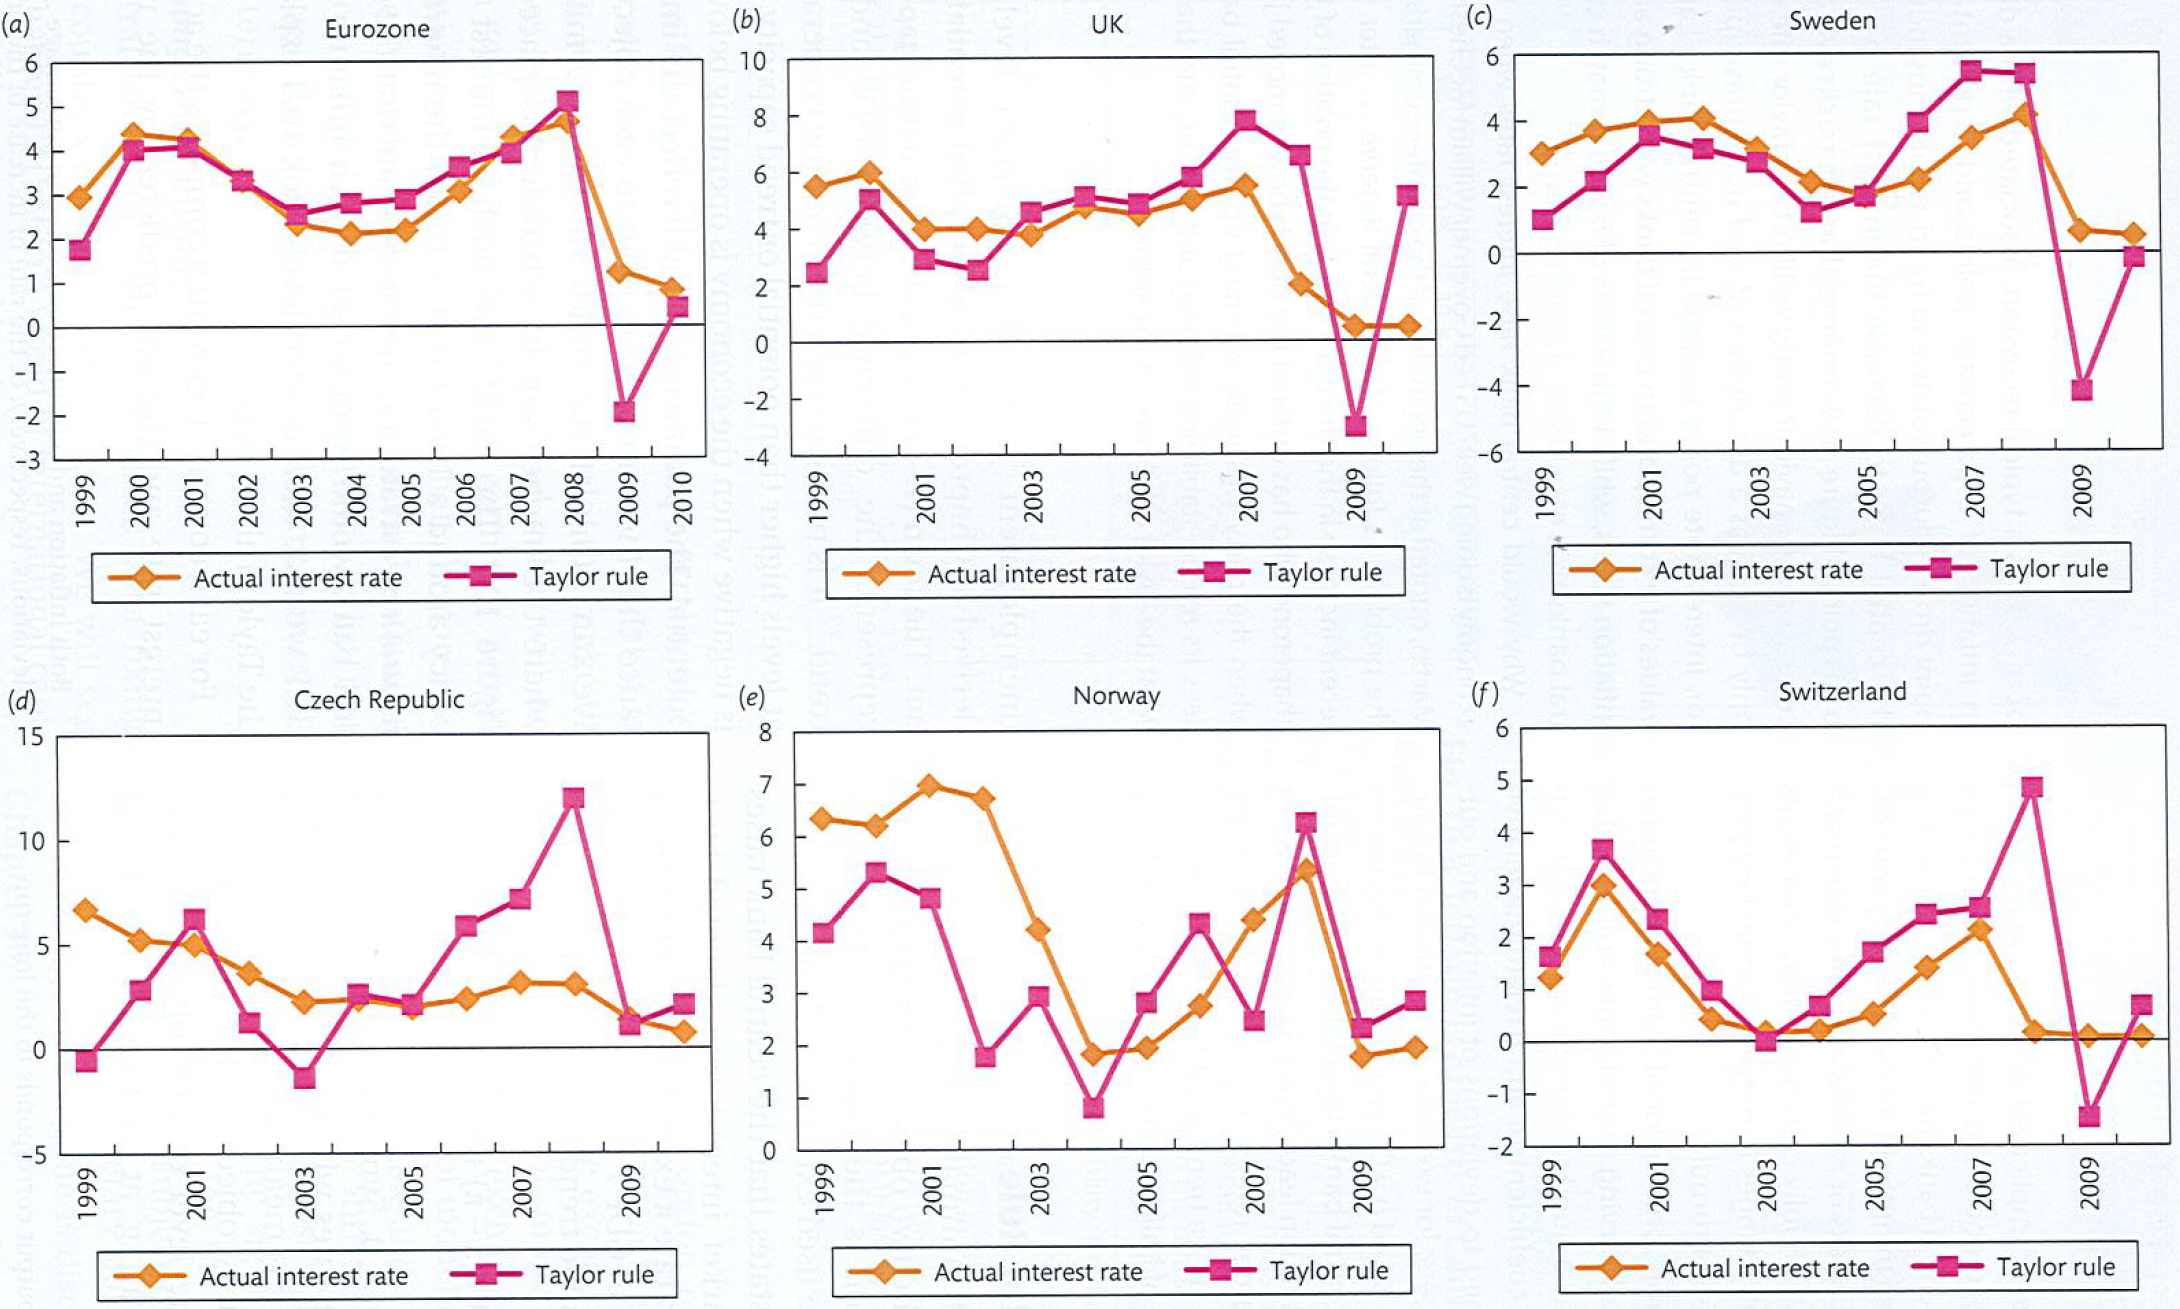 (a) Eurozone
6
5
4
3
2
1
0
–1
–2
–3
1999 2000 2001 2002 2003 2004 2005 2006 2007 2008 2009 2010
Actual interest rate Taylor rule
(b) UK
10
8
6
4
2
0
–2
–4
1999 2001 2003 2005 2007 2009
Actual interest rate Taylor rule
(c) Sweden
6
4
2
0
–2
–4
–6
1999 2001 2003 2005 2007 2009
Actual interest rate Taylor rule
(d) Czech Republic
15
10
5
0
–5
1999 2001 2003 2005 2007 2009
Actual interest rate Taylor rule
(e) Norway
8
7
6
5
4
3
2
1
0
1999 2001 2003 2005 2007 2009
Actual interest rate Taylor rule
(f) Switzerland
6
5
4
3
2
1
0
–1
–2
1999 2001 2003 2005 2007 2009
Actual interest rate Taylor rule